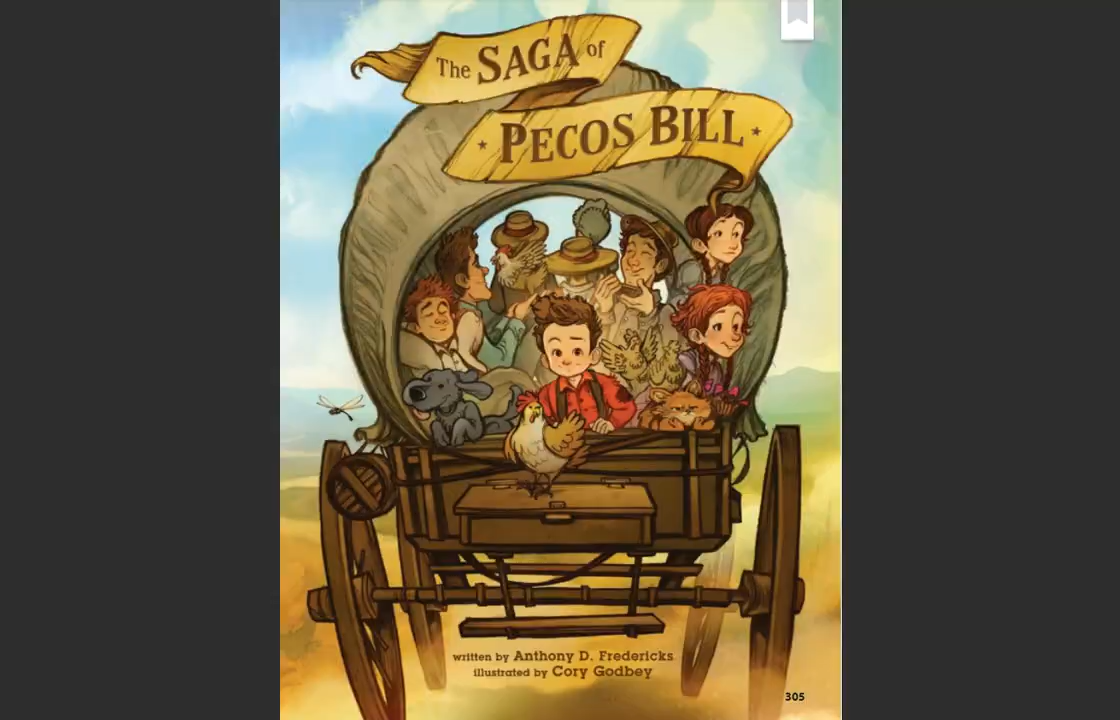 The SAGA of
PECOS BILL
written by Anthony D. Fredericks
illustrated by Cory Godbey
305